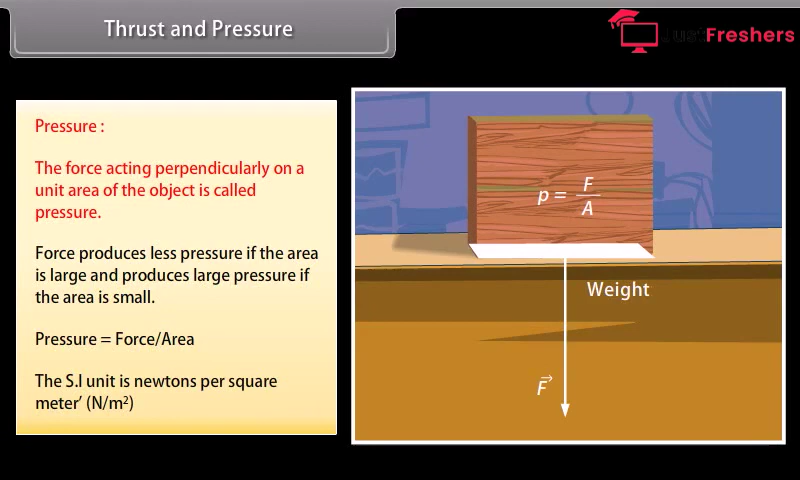 Thrust and Pressure
Just Freshers
Pressure :
The force acting perpendicularly on a
unit area of the object is called
pressure.
Force produces less pressure if the area
is large and produces large pressure if
the area is small.
Pressure = Force/Area
The S.I unit is newtons per square
meter’ (N/m²)
p = F/A
Weight
F⃗